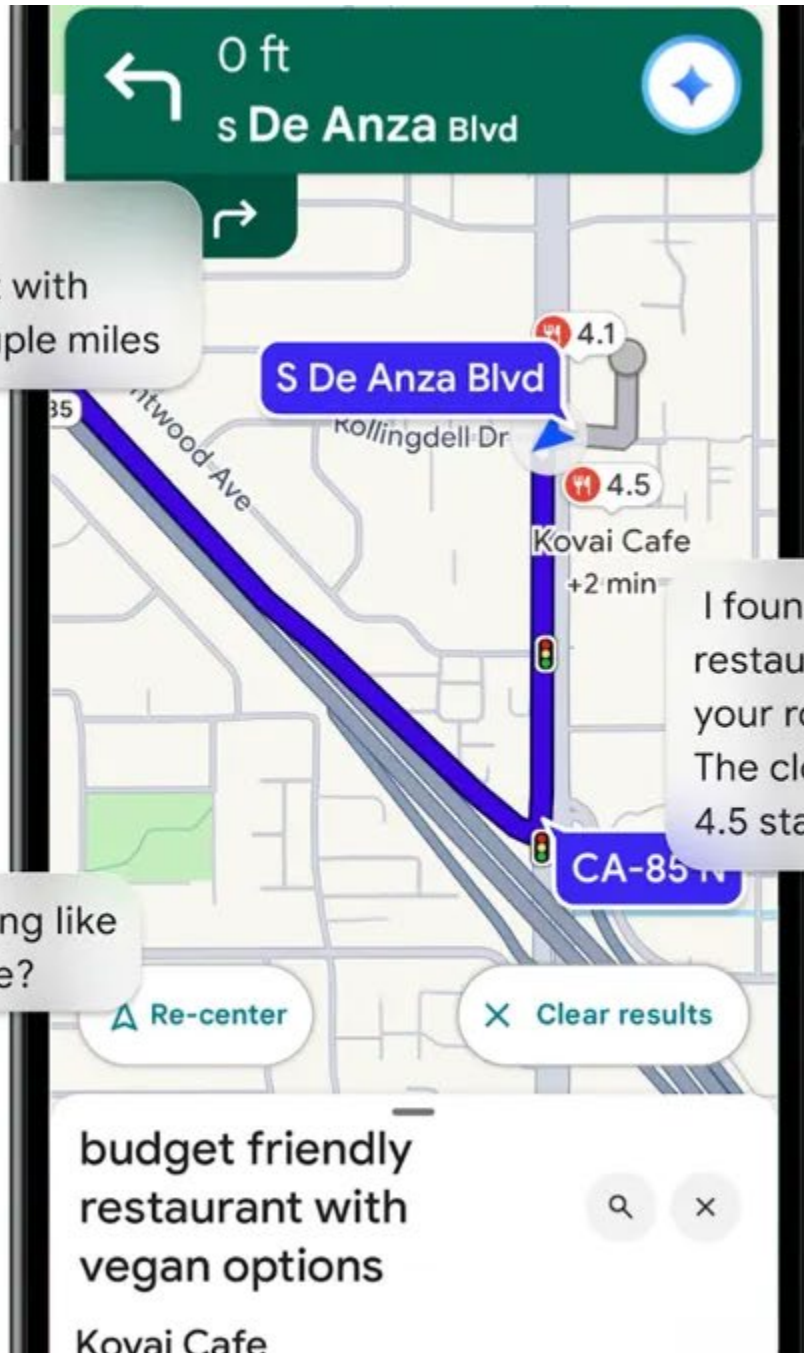 0 ft
S De Anza Blvd
with
ple miles
4.1
S De Anza Blvd
35
ntwood Ave
Rollingdell Dr
4.5
Kovai Cafe
+2 min
I foun
restau
your ro
The clo
4.5 sta
CA-85 N
ng like
e?
Re-center
Clear results
budget friendly
restaurant with
vegan options
Kovai Cafe